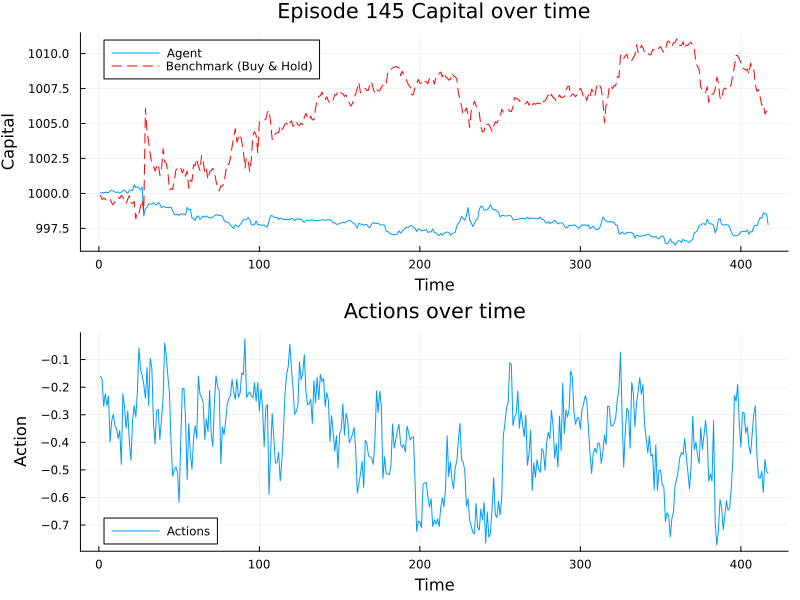 Episode 145 Capital over time
Agent
Benchmark (Buy & Hold)
1010.0
1007.5
1005.0
1002.5
1000.0
997.5
Capital
0
100
200
300
400
Time
Actions over time
−0.1
−0.2
−0.3
−0.4
−0.5
−0.6
−0.7
Action
Actions
0
100
200
300
400
Time